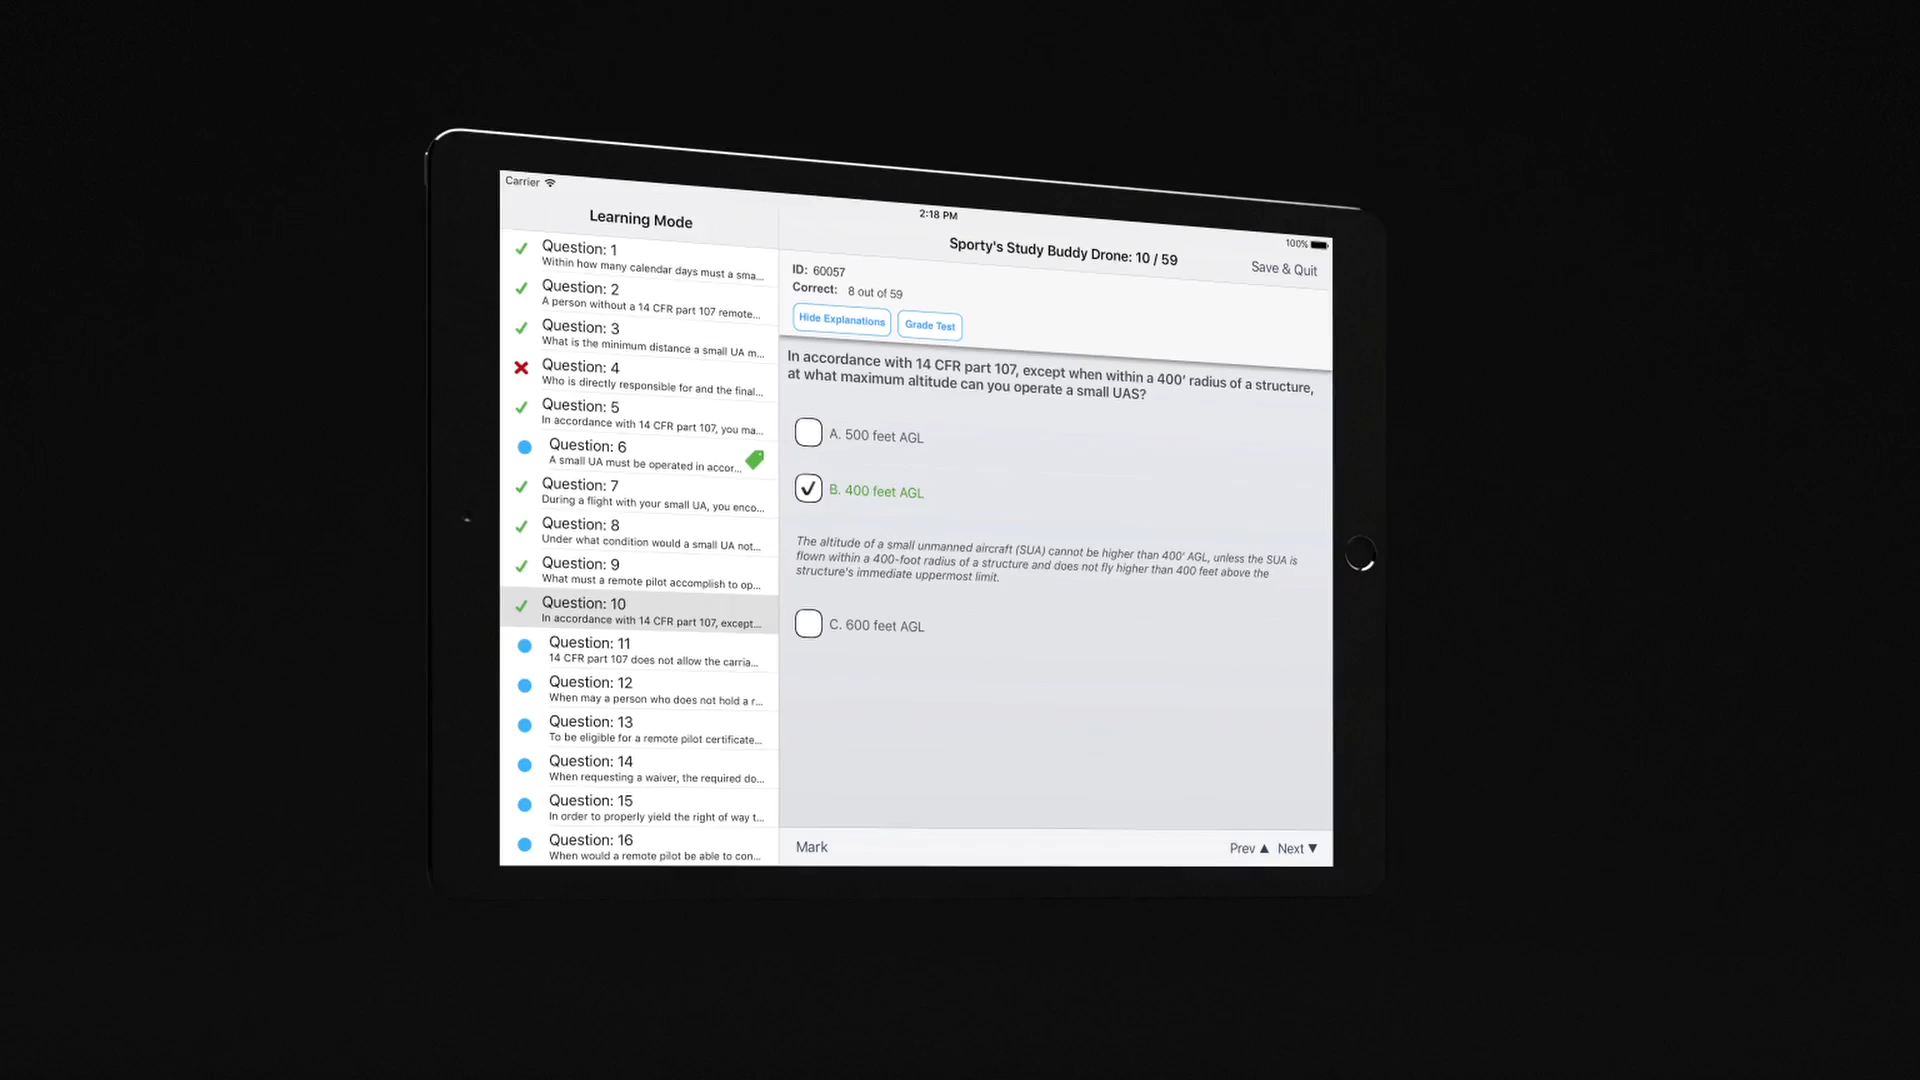 Carrier
2:18 PM
100%
Learning Mode
Sporty's Study Buddy Drone: 10 / 59
Save & Quit
Question: 1
Within how many calendar days must a sma...
Question: 2
A person without a 14 CFR part 107 remote...
Question: 3
What is the minimum distance a small UA m...
Question: 4
Who is directly responsible for and the final...
Question: 5
In accordance with 14 CFR part 107, you ma...
Question: 6
A small UA must be operated in accor...
Question: 7
During a flight with your small UA, you enco...
Question: 8
Under what condition would a small UA not...
Question: 9
What must a remote pilot accomplish to op...
Question: 10
In accordance with 14 CFR part 107, except...
Question: 11
14 CFR part 107 does not allow the carria...
Question: 12
When may a person who does not hold a r...
Question: 13
To be eligible for a remote pilot certificate...
Question: 14
When requesting a waiver, the required do...
Question: 15
In order to properly yield the right of way t...
Question: 16
When would a remote pilot be able to con...
ID: 60057
Correct: 8 out of 59
Hide Explanations
Grade Test
In accordance with 14 CFR part 107, except when within a 400' radius of a structure,
at what maximum altitude can you operate a small UAS?
A. 500 feet AGL
B. 400 feet AGL
The altitude of a small unmanned aircraft (SUA) cannot be higher than 400' AGL, unless the SUA is
flown within a 400-foot radius of a structure and does not fly higher than 400 feet above the
structure's immediate uppermost limit.
C. 600 feet AGL
Mark
Prev ▲ Next ▼